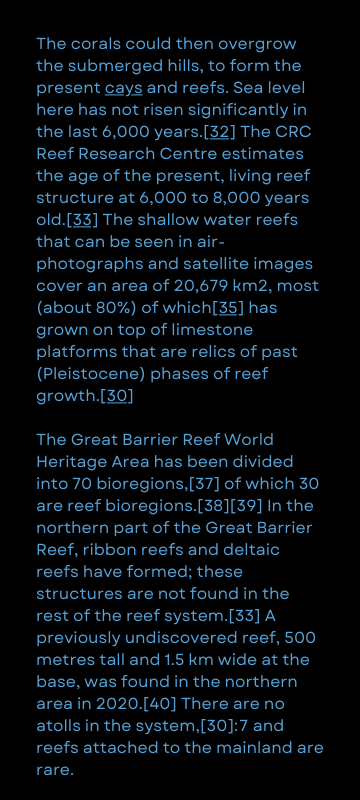 The corals could then overgrow
the submerged hills, to form the
present cays and reefs. Sea level
here has not risen significantly in
the last 6,000 years.[32] The CRC
Reef Research Centre estimates
the age of the present, living reef
structure at 6,000 to 8,000 years
old.[33] The shallow water reefs
that can be seen in air-
photographs and satellite images
cover an area of 20,679 km2, most
(about 80%) of which[35] has
grown on top of limestone
platforms that are relics of past
(Pleistocene) phases of reef
growth.[30]

The Great Barrier Reef World
Heritage Area has been divided
into 70 bioregions,[37] of which 30
are reef bioregions.[38][39] In the
northern part of the Great Barrier
Reef, ribbon reefs and deltaic
reefs have formed; these
structures are not found in the
rest of the reef system.[33] A
previously undiscovered reef, 500
metres tall and 1.5 km wide at the
base, was found in the northern
area in 2020.[40] There are no
atolls in the system,[30]:7 and
reefs attached to the mainland are
rare.